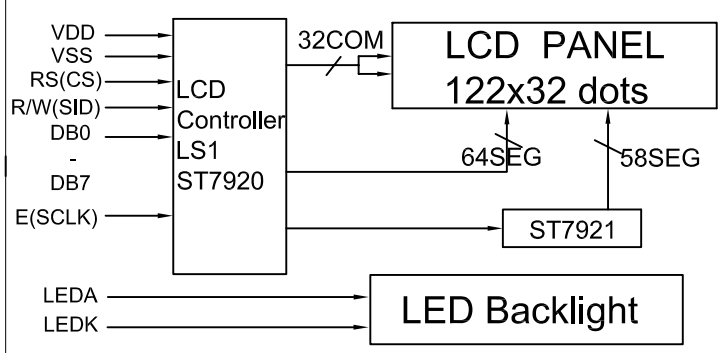 VDD
VSS
RS(CS)
R/W(SID)
DB0
-
DB7
E(SCLK)
LCD
Controller
LS1
ST7920
32COM
LCD PANEL
122x32 dots
64SEG
58SEG
ST7921
LEDA
LEDK
LED Backlight